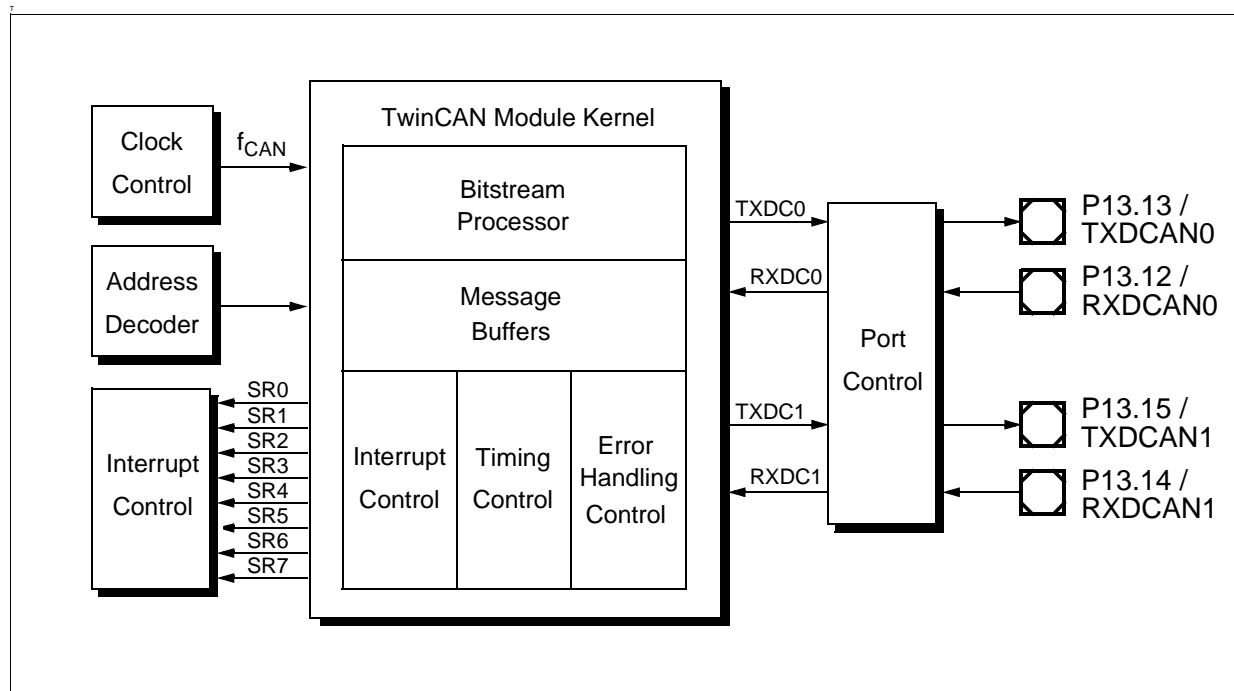 T
TwinCAN Module Kernel
Clock
Control
fCAN
Bitstream
Processor
Address
Decoder
Message
Buffers
Interrupt
Control
SR0
SR1
SR2
SR3
SR4
SR5
SR6
SR7
Interrupt
Control
Timing
Control
Error
Handling
Control
TXDC0
RXDC0
TXDC1
RXDC1
Port
Control
P13.13 /
TXDCAN0
P13.12 /
RXDCAN0
P13.15 /
TXDCAN1
P13.14 /
RXDCAN1